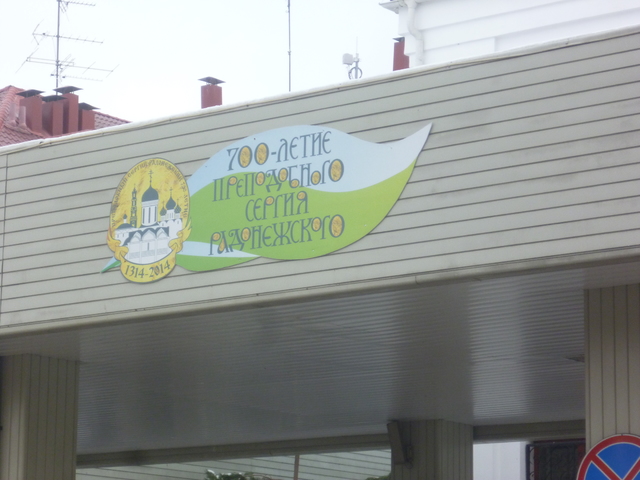 700-ЛЕТИЕ
ПРЕПОДОБНОГО
СЕРГИЯ
РАДОНЕЖСКОГО
1314-2014